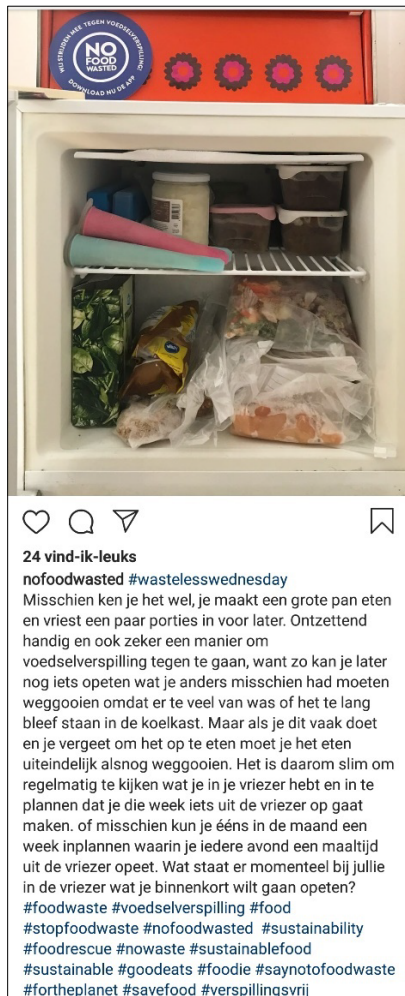 WIJ STRIJDEN MEE TEGEN VOEDSELVERSPILLING!
NO
FOOD
WASTED
DOWNLOAD NU DE APP
24 vind-ik-leuks
nofoodwasted #wastelesswednesday
Misschien ken je het wel, je maakt een grote pan eten
en vriest een paar porties in voor later. Ontzettend
handig en ook zeker een manier om
voedselverspilling tegen te gaan, want zo kan je later
nog iets opeten wat je anders misschien had moeten
weggooien omdat er te veel van was of het te lang
bleef staan in de koelkast. Maar als je dit vaak doet
en je vergeet om het op te eten moet je het eten
uiteindelijk alsnog weggooien. Het is daarom slim om
regelmatig te kijken wat je in je vriezer hebt en in te
plannen dat je die week iets uit de vriezer op gaat
maken. of misschien kun je ééns in de maand een
week inplannen waarin je iedere avond een maaltijd
uit de vriezer opeet. Wat staat er momenteel bij jullie
in de vriezer wat je binnenkort wilt gaan opeten?
#foodwaste #voedselverspilling #food
#stopfoodwaste #nofoodwasted #sustainability
#foodrescue #nowaste #sustainablefood
#sustainable #goodeats #foodie #saynotofoodwaste
#fortheplanet #savefood #verspillingsvrij